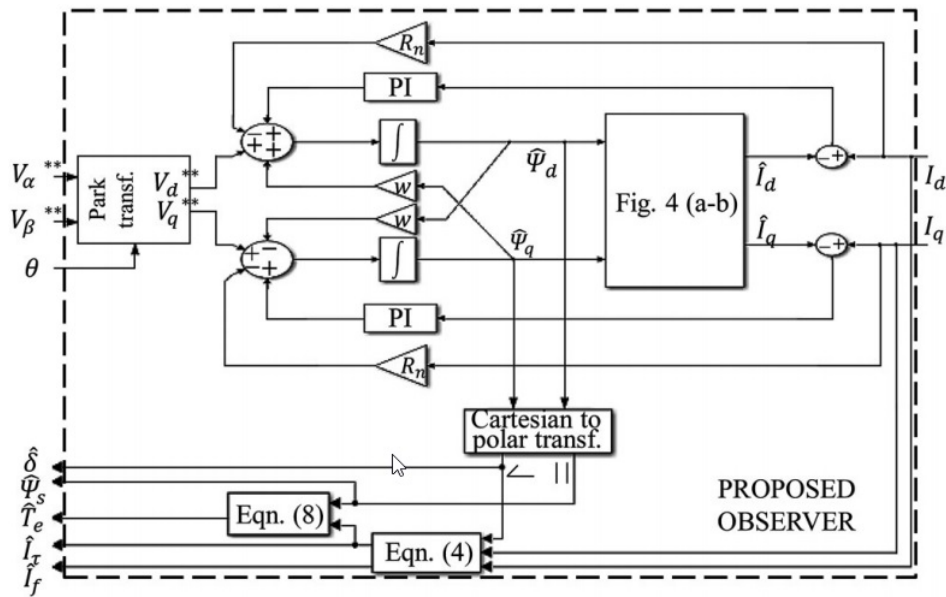 R_n
PI
− + + +
∫
V_α^**
V_β^**
θ
Park
transf.
V_d^**
V_q^**
w
w
Ψ̂_d
Ψ̂_q
Fig. 4 (a-b)
Î_d
Î_q
− +
− +
I_d
I_q
+ − − +
∫
PI
R_n
Cartesian to
polar transf.
∠ ||
δ̂
Ψ̂_s
T̂_e
Î_τ
Î_f
Eqn. (8)
Eqn. (4)
PROPOSED
OBSERVER